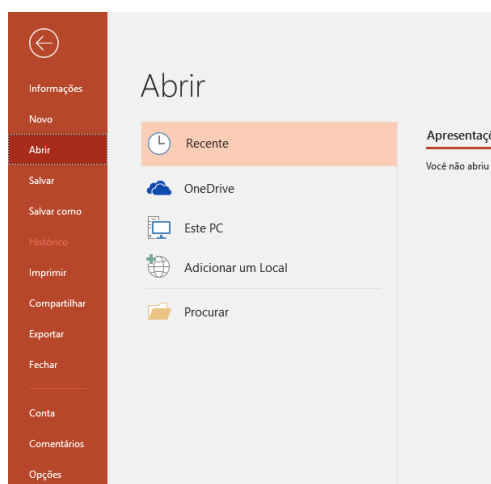 Abrir
Informações
Novo
Abrir
Salvar
Salvar como
Histórico
Imprimir
Compartilhar
Exportar
Fechar
Conta
Comentários
Opções
Recente
OneDrive
Este PC
Adicionar um Local
Procurar
Apresentaç
Você não abriu